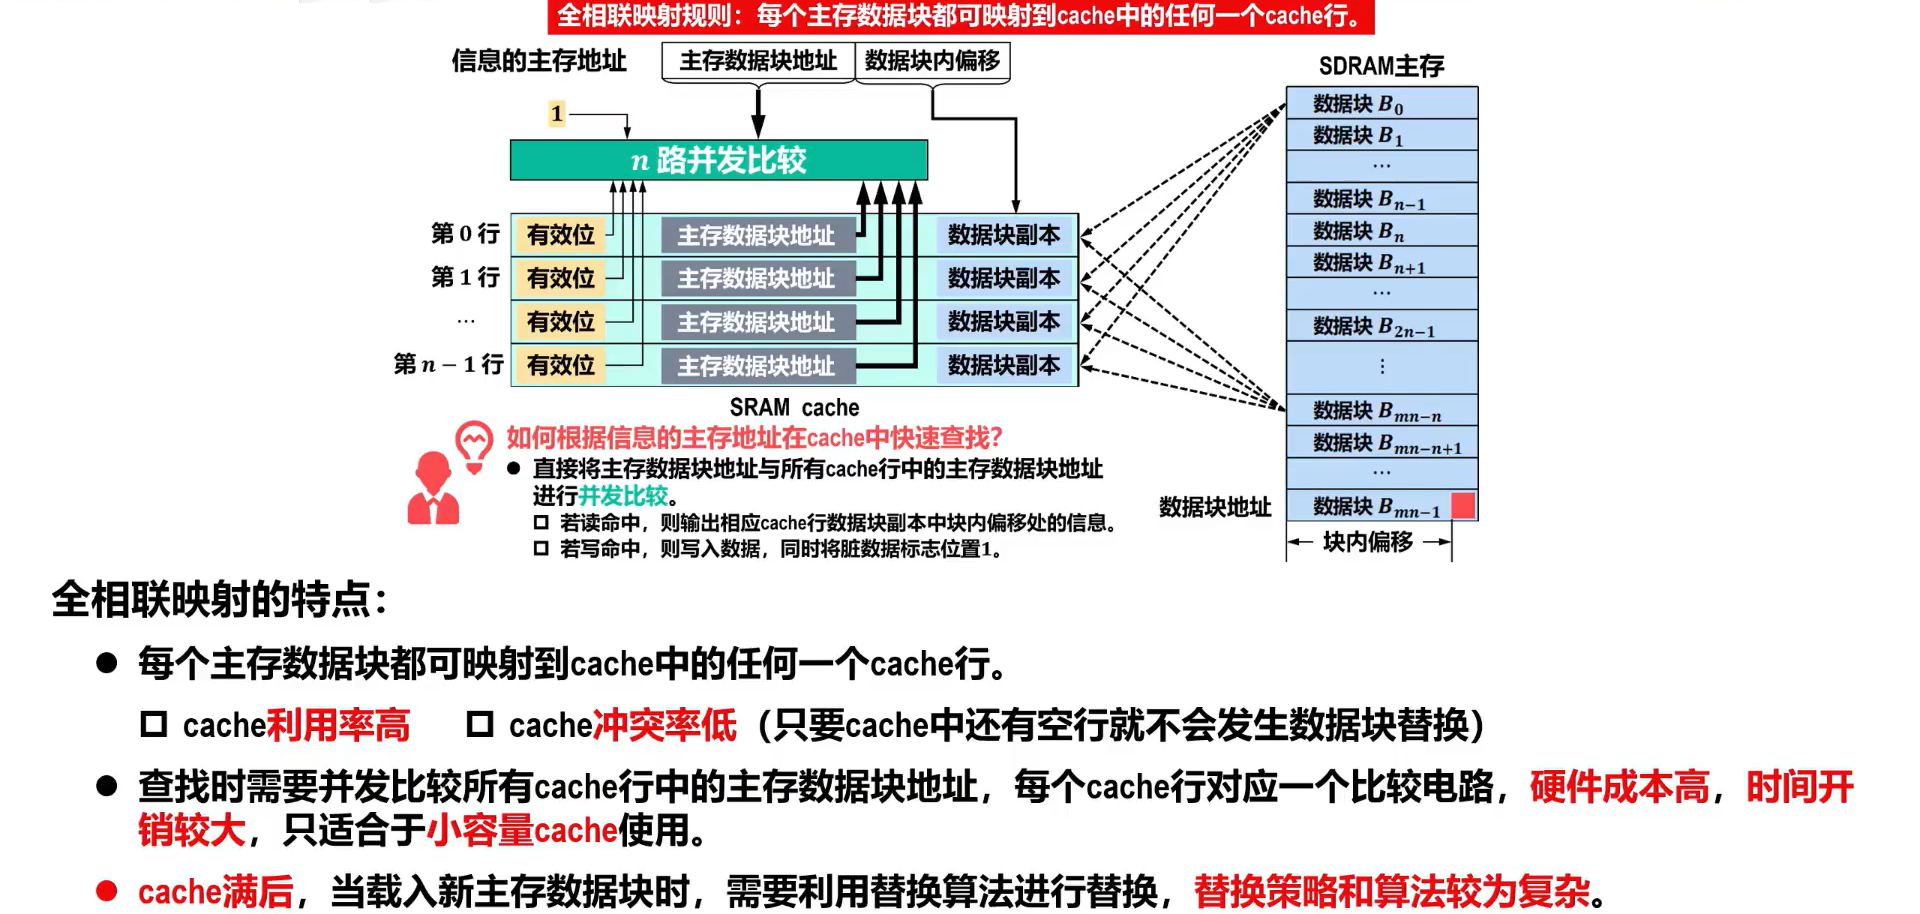 全相联映射规则：每个主存数据块都可映射到cache中的任何一个cache行。
信息的主存地址
主存数据块地址
数据块内偏移
SDRAM主存
1
n 路并发比较
第 0 行
有效位
主存数据块地址
数据块副本
第 1 行
有效位
主存数据块地址
数据块副本
...
有效位
主存数据块地址
数据块副本
第 n − 1 行
有效位
主存数据块地址
数据块副本
SRAM cache
数据块 B0
数据块 B1
...
数据块 Bn−1
数据块 Bn
数据块 Bn+1
...
数据块 B2n−1
⋮
数据块 Bmn−n
数据块 Bmn−n+1
...
数据块地址
数据块 Bmn−1
块内偏移
如何根据信息的主存地址在cache中快速查找？
● 直接将主存数据块地址与所有cache行中的主存数据块地址
进行并发比较。
□ 若读命中，则输出相应cache行数据块副本中块内偏移处的信息。
□ 若写命中，则写入数据，同时将脏数据标志位置1。
全相联映射的特点：
● 每个主存数据块都可映射到cache中的任何一个cache行。
□ cache利用率高 □ cache冲突率低（只要cache中还有空行就不会发生数据块替换）
● 查找时需要并发比较所有cache行中的主存数据块地址，每个cache行对应一个比较电路，硬件成本高，时间开
销较大，只适合于小容量cache使用。
● cache满后，当载入新主存数据块时，需要利用替换算法进行替换，替换策略和算法较为复杂。